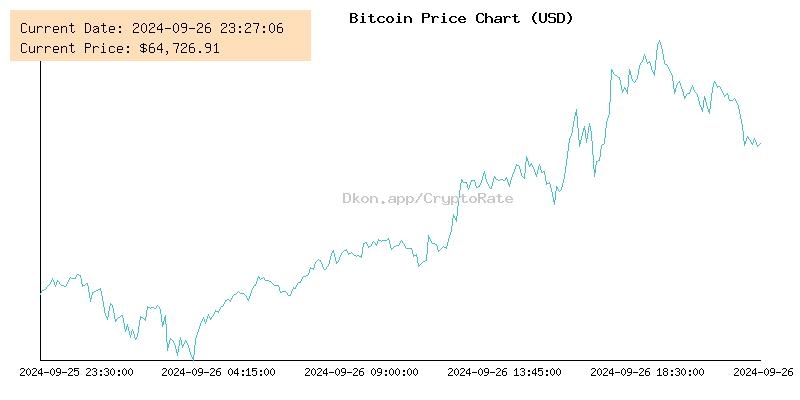 Bitcoin Price Chart (USD)
Current Date: 2024-09-26 23:27:06
Current Price: $64,726.91
Dkon.app/CryptoRate
2024-09-25 23:30:00 2024-09-26 04:15:00 2024-09-26 09:00:00 2024-09-26 13:45:00 2024-09-26 18:30:00 2024-09-26